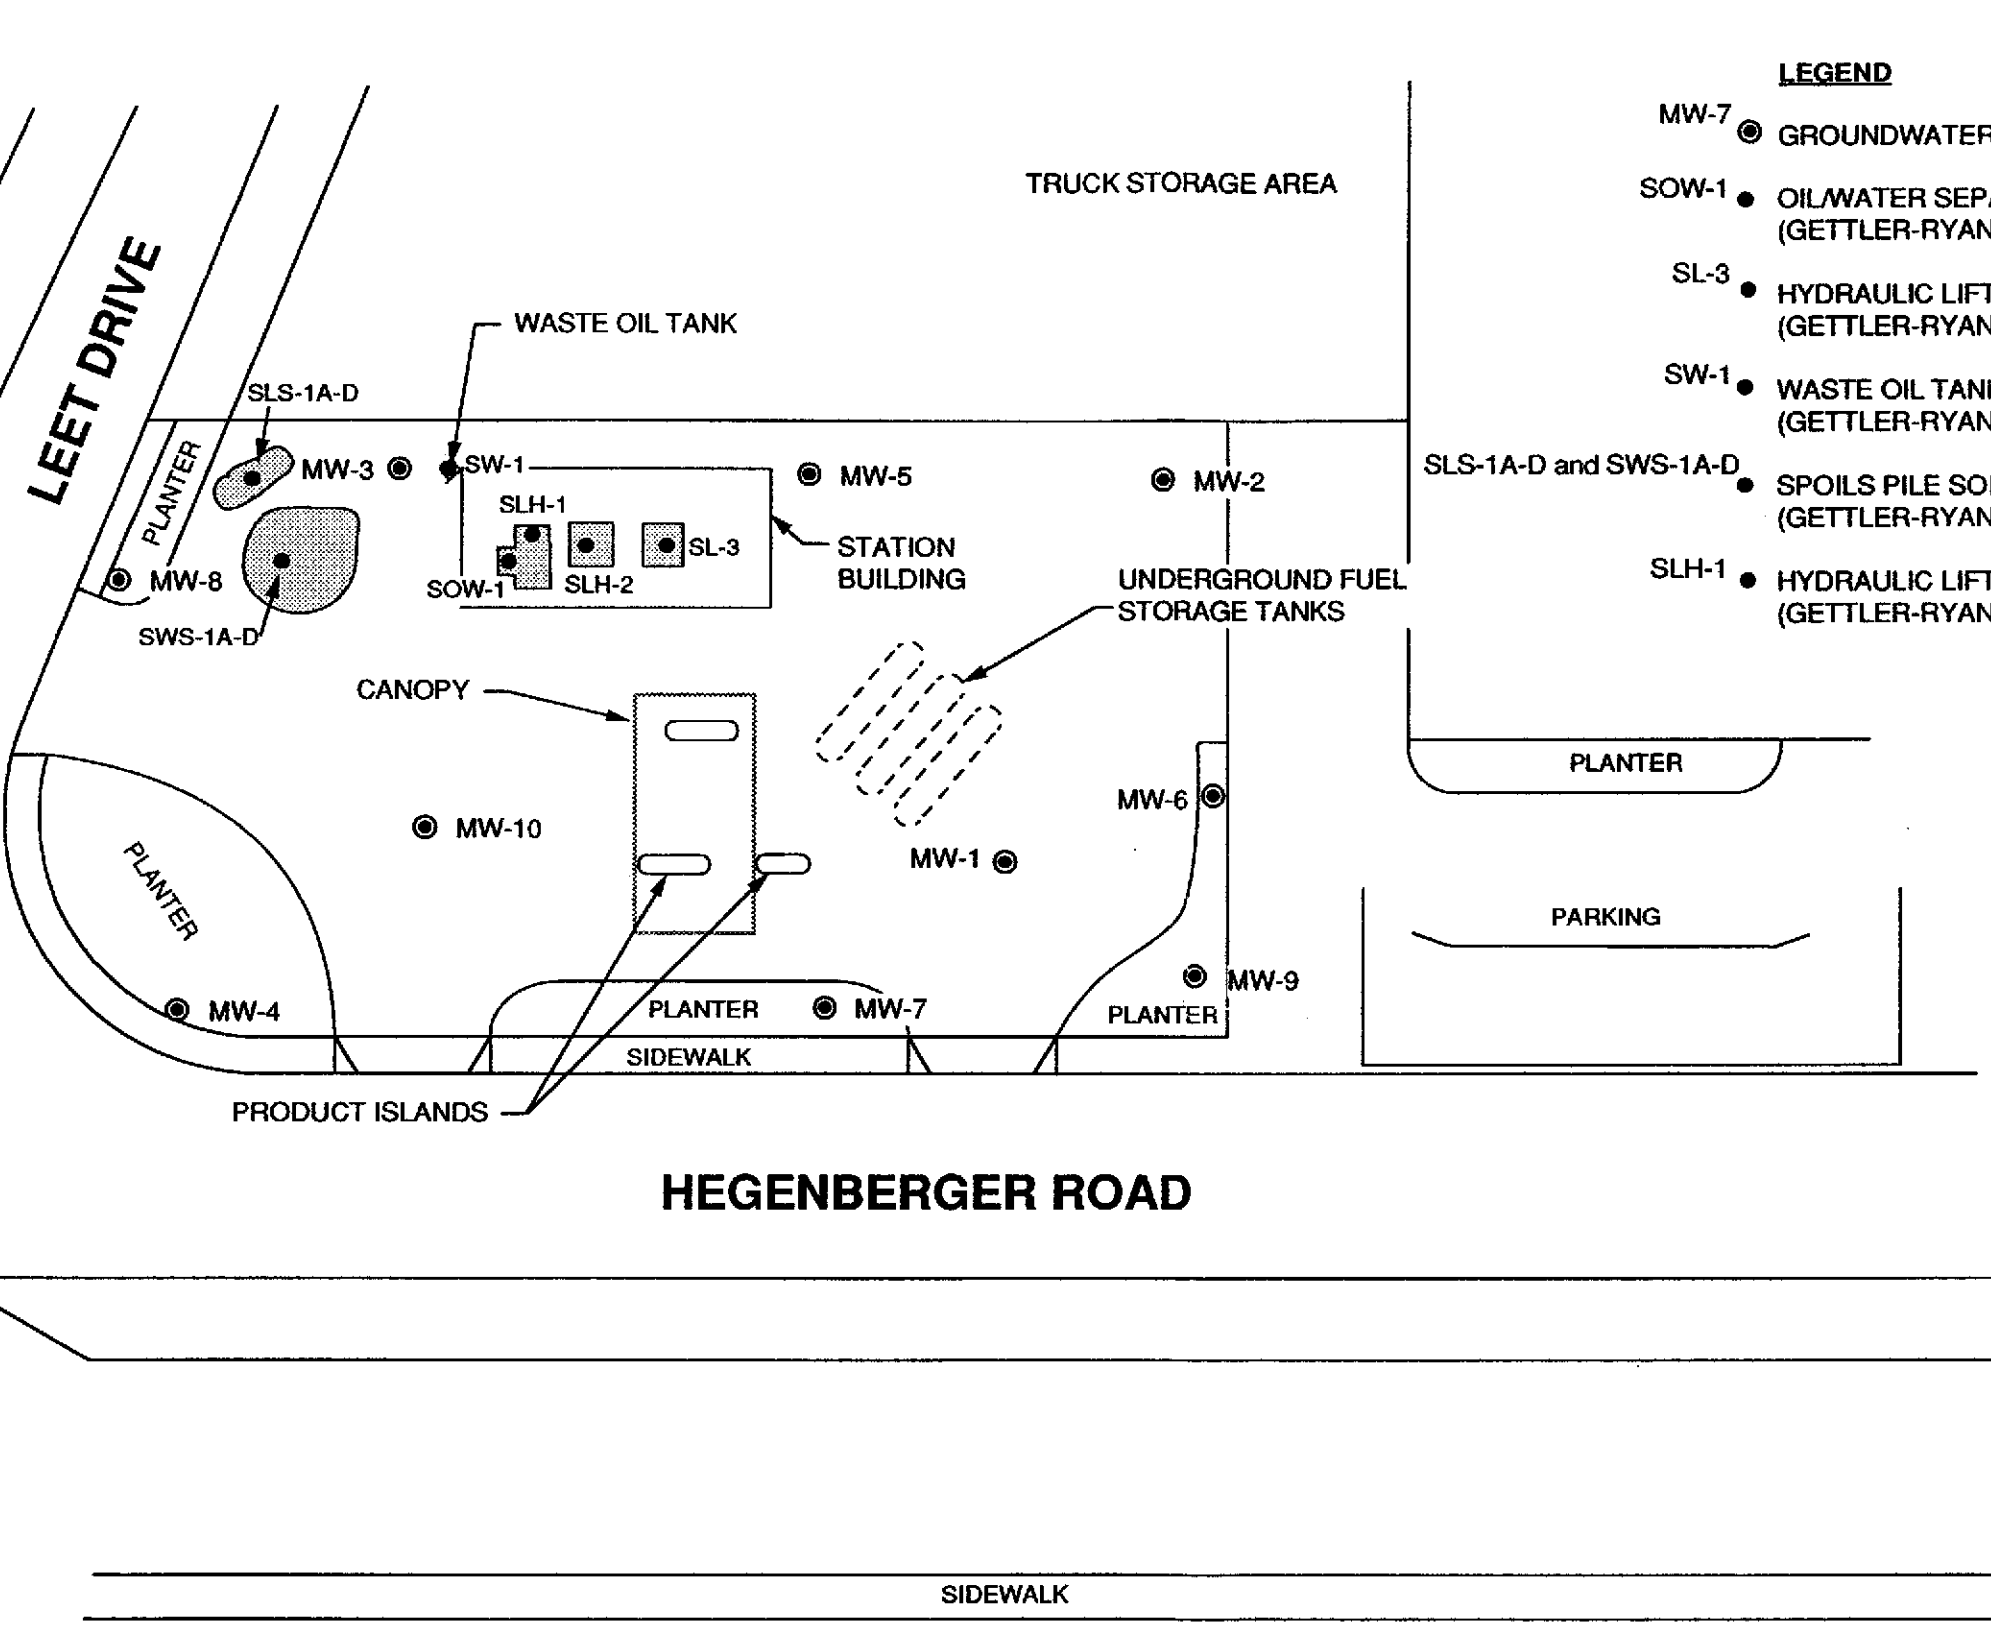 LEGEND
MW-7
GROUNDWATER
SOW-1
OIL/WATER SEPA
(GETTLER-RYAN
SL-3
HYDRAULIC LIFT
(GETTLER-RYAN
SW-1
WASTE OIL TANK
(GETTLER-RYAN
SLS-1A-D and SWS-1A-D
SPOILS PILE SOI
(GETTLER-RYAN
SLH-1
HYDRAULIC LIFT
(GETTLER-RYAN
TRUCK STORAGE AREA
LEET DRIVE
WASTE OIL TANK
SLS-1A-D
PLANTER
MW-3
SW-1
MW-5
MW-2
SLH-1
SL-3
STATION
BUILDING
SOW-1
SLH-2
MW-8
SWS-1A-D
UNDERGROUND FUEL
STORAGE TANKS
CANOPY
PLANTER
MW-6
MW-10
MW-1
PLANTER
PARKING
MW-9
MW-4
PLANTER
MW-7
PLANTER
SIDEWALK
PRODUCT ISLANDS
HEGENBERGER ROAD
SIDEWALK